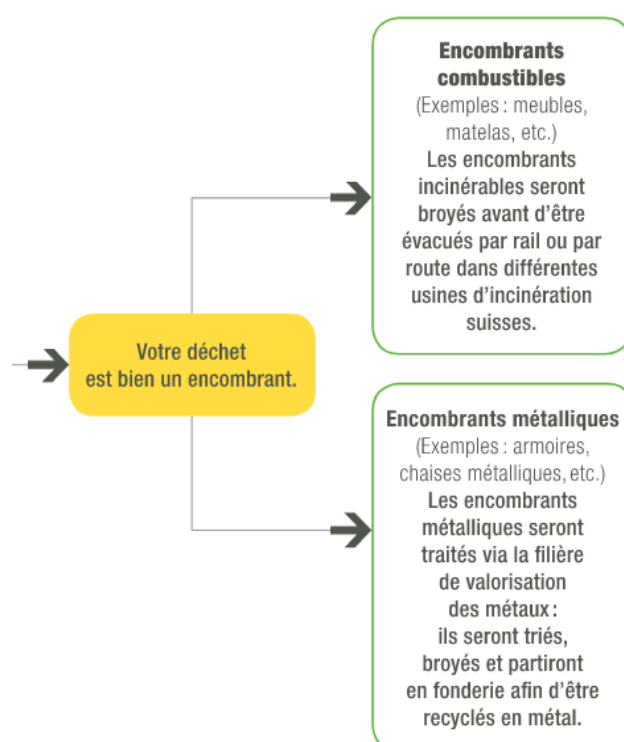 Encombrants
combustibles
(Exemples : meubles,
matelas, etc.)
Les encombrants
incinérables seront
broyés avant d’être
évacués par rail ou par
route dans différentes
usines d’incinération
suisses.
Votre déchet
est bien un encombrant.
Encombrants métalliques
(Exemples : armoires,
chaises métalliques, etc.)
Les encombrants
métalliques seront
traités via la filière
de valorisation
des métaux :
ils seront triés,
broyés et partiront
en fonderie afin d’être
recyclés en métal.